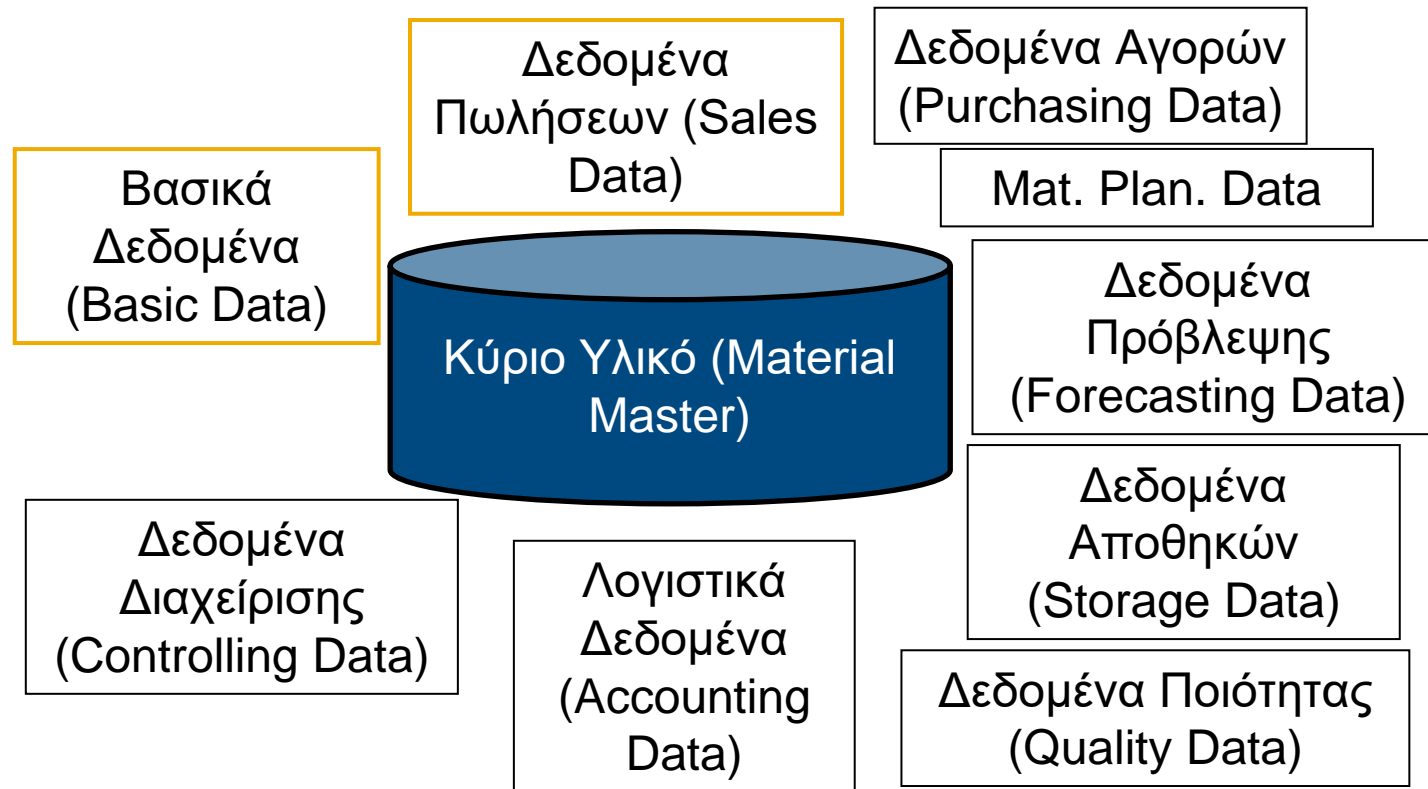 Δεδομένα
Πωλήσεων (Sales
Data)
Δεδομένα Αγορών
(Purchasing Data)
Βασικά
Δεδομένα
(Basic Data)
Mat. Plan. Data
Κύριο Υλικό (Material
Master)
Δεδομένα
Πρόβλεψης
(Forecasting Data)
Δεδομένα
Αποθηκών
(Storage Data)
Δεδομένα
Διαχείρισης
(Controlling Data)
Λογιστικά
Δεδομένα
(Accounting
Data)
Δεδομένα Ποιότητας
(Quality Data)